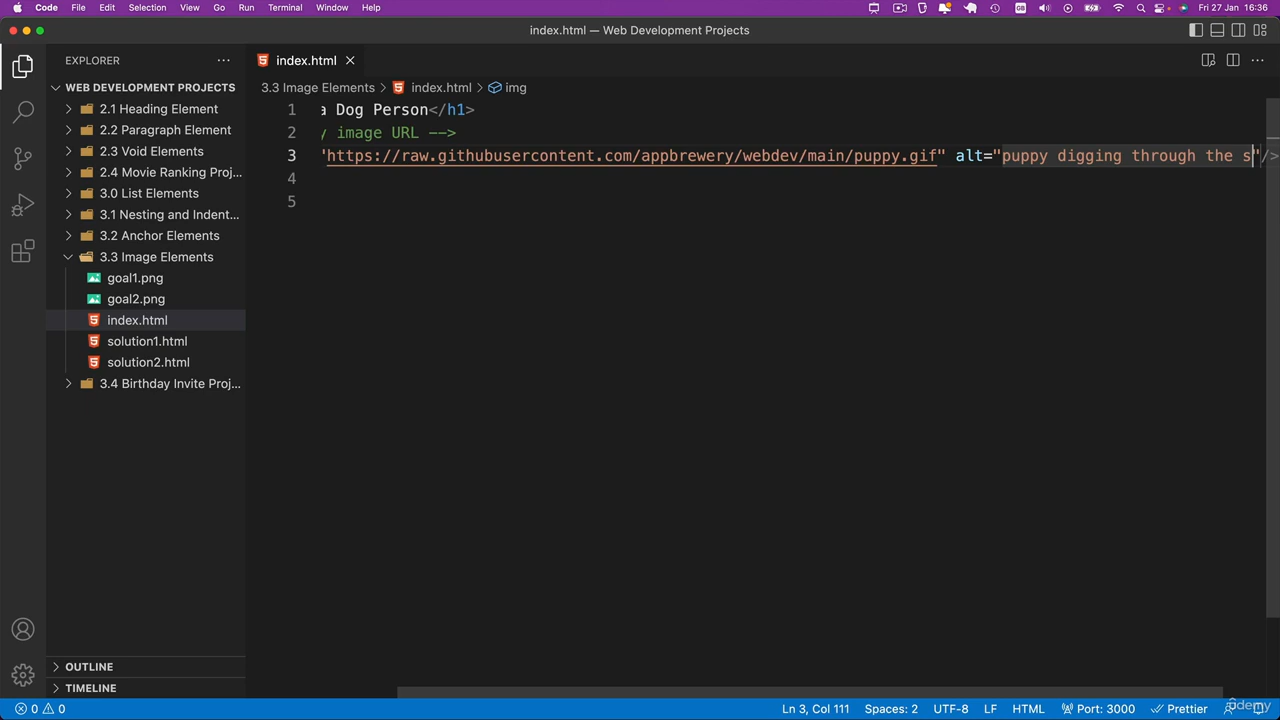 Code File Edit Selection View Go Run Terminal Window Help GB Fri 27 Jan 16:36
index.html — Web Development Projects
EXPLORER
index.html
WEB DEVELOPMENT PROJECTS
3.3 Image Elements > index.html > img
2.1 Heading Element
2.2 Paragraph Element
2.3 Void Elements
2.4 Movie Ranking Proj...
3.0 List Elements
3.1 Nesting and Indent...
3.2 Anchor Elements
3.3 Image Elements
goal1.png
goal2.png
index.html
solution1.html
solution2.html
3.4 Birthday Invite Proj...
1 a Dog Person</h1>
2 y image URL -->
3 "https://raw.githubusercontent.com/appbrewery/webdev/main/puppy.gif" alt="puppy digging through the s"/>
4
5
OUTLINE
TIMELINE
0 0 Ln 3, Col 111 Spaces: 2 UTF-8 LF HTML Port: 3000 Prettier
Udemy